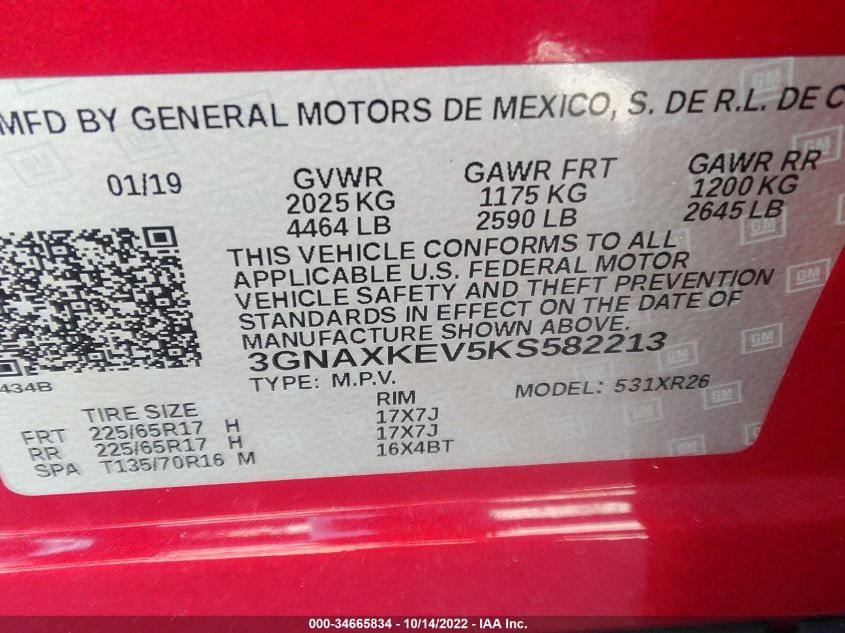 MFD BY GENERAL MOTORS DE MEXICO, S. DE R.L. DE C
01/19 GVWR GAWR FRT GAWR RR
2025 KG 1175 KG 1200 KG
4464 LB 2590 LB 2645 LB
THIS VEHICLE CONFORMS TO ALL
APPLICABLE U.S. FEDERAL MOTOR
VEHICLE SAFETY AND THEFT PREVENTION
STANDARDS IN EFFECT ON THE DATE OF
MANUFACTURE SHOWN ABOVE.
3GNAXKEV5KS582213
434B
TYPE: M.P.V. MODEL: 531XR26
TIRE SIZE RIM
FRT 225/65R17 H 17X7J
RR 225/65R17 H 17X7J
SPA T135/70R16 M 16X4BT
GM
GM
GM
GM
000-34665834 - 10/14/2022 - IAA Inc.